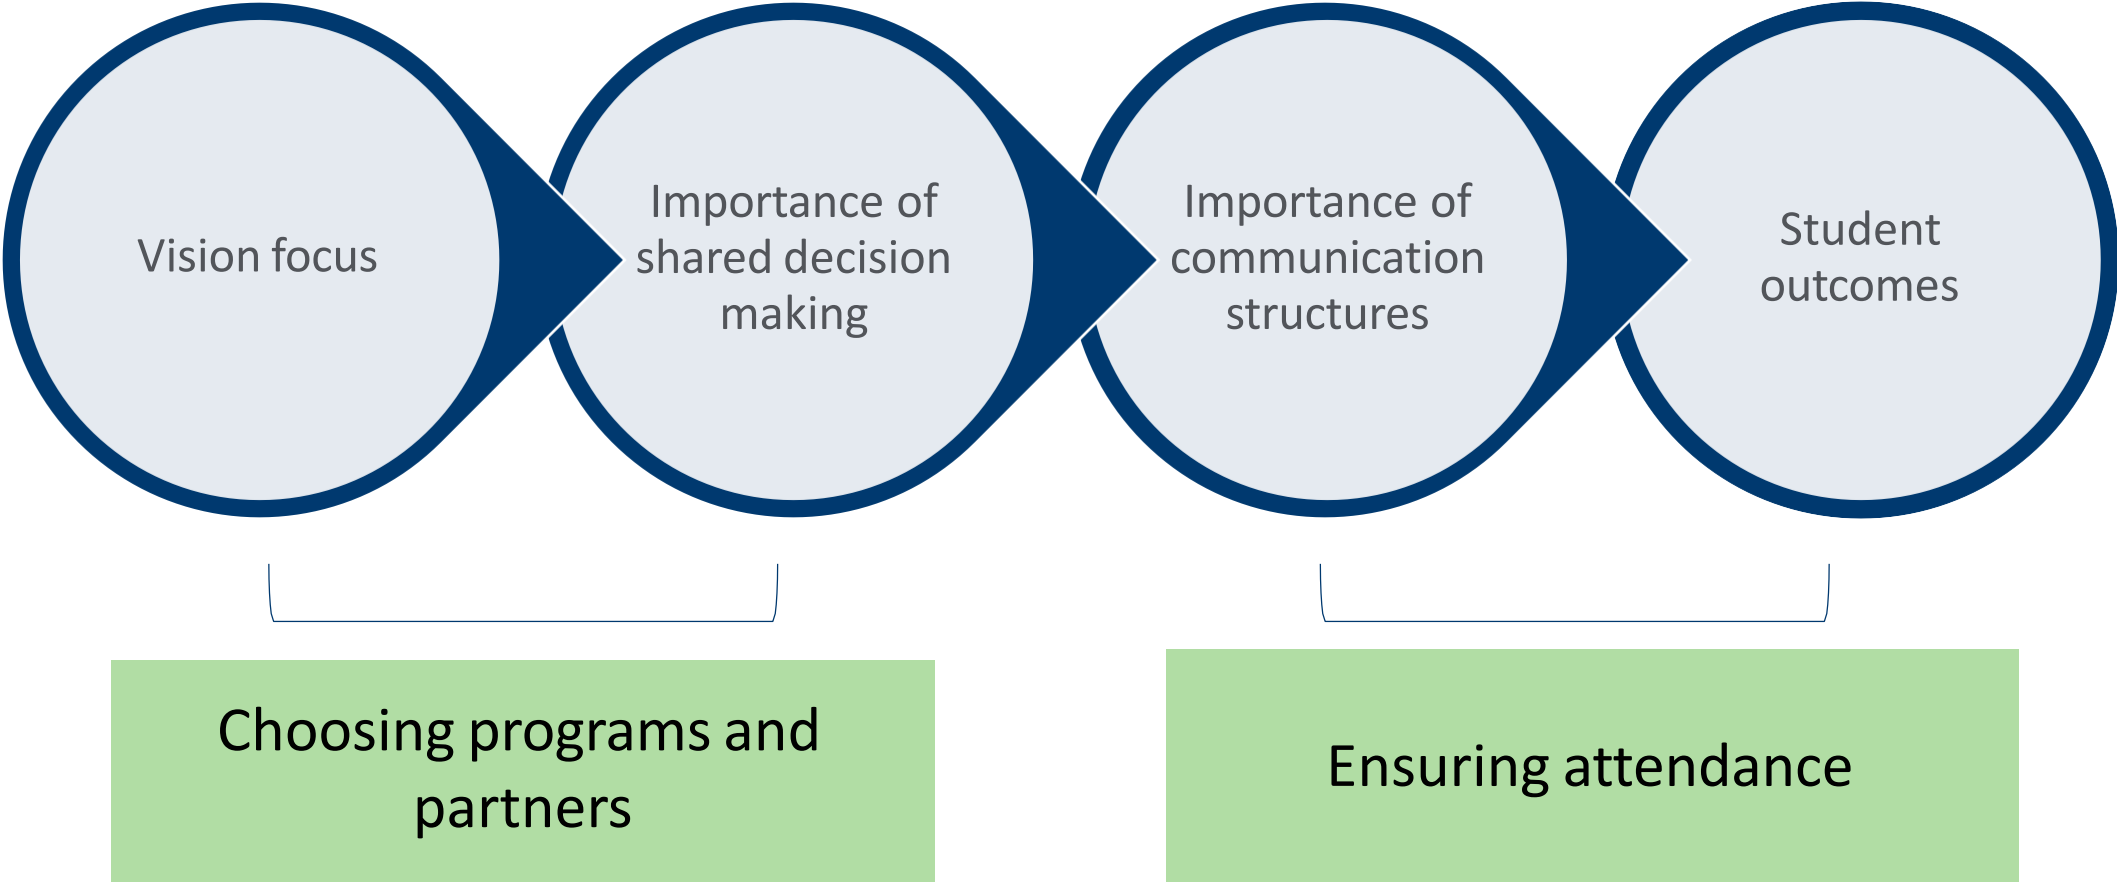 Vision focus
Importance of
shared decision
making
Importance of
communication
structures
Student
outcomes
Choosing programs and
partners
Ensuring attendance